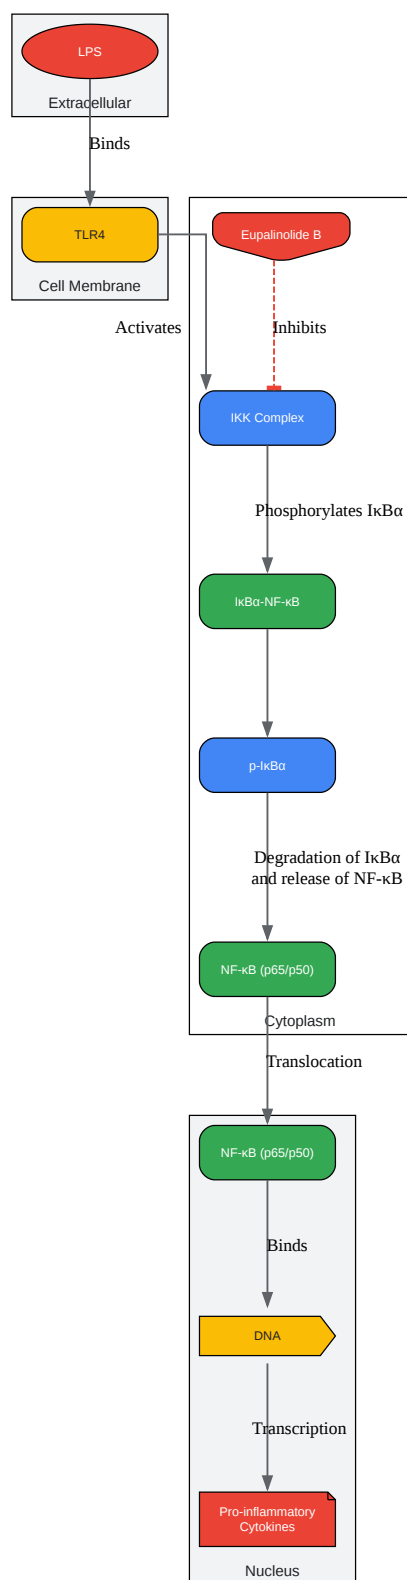 LPS
Extracellular
Binds
TLR4
Cell Membrane
Eupalinolide B
Activates
Inhibits
IKK Complex
Phosphorylates IκBα
IκBα-NF-κB
p-IκBα
Degradation of IκBα
and release of NF-κB
NF-κB (p65/p50)
Cytoplasm
Translocation
NF-κB (p65/p50)
Binds
DNA
Transcription
Pro-inflammatory
Cytokines
Nucleus